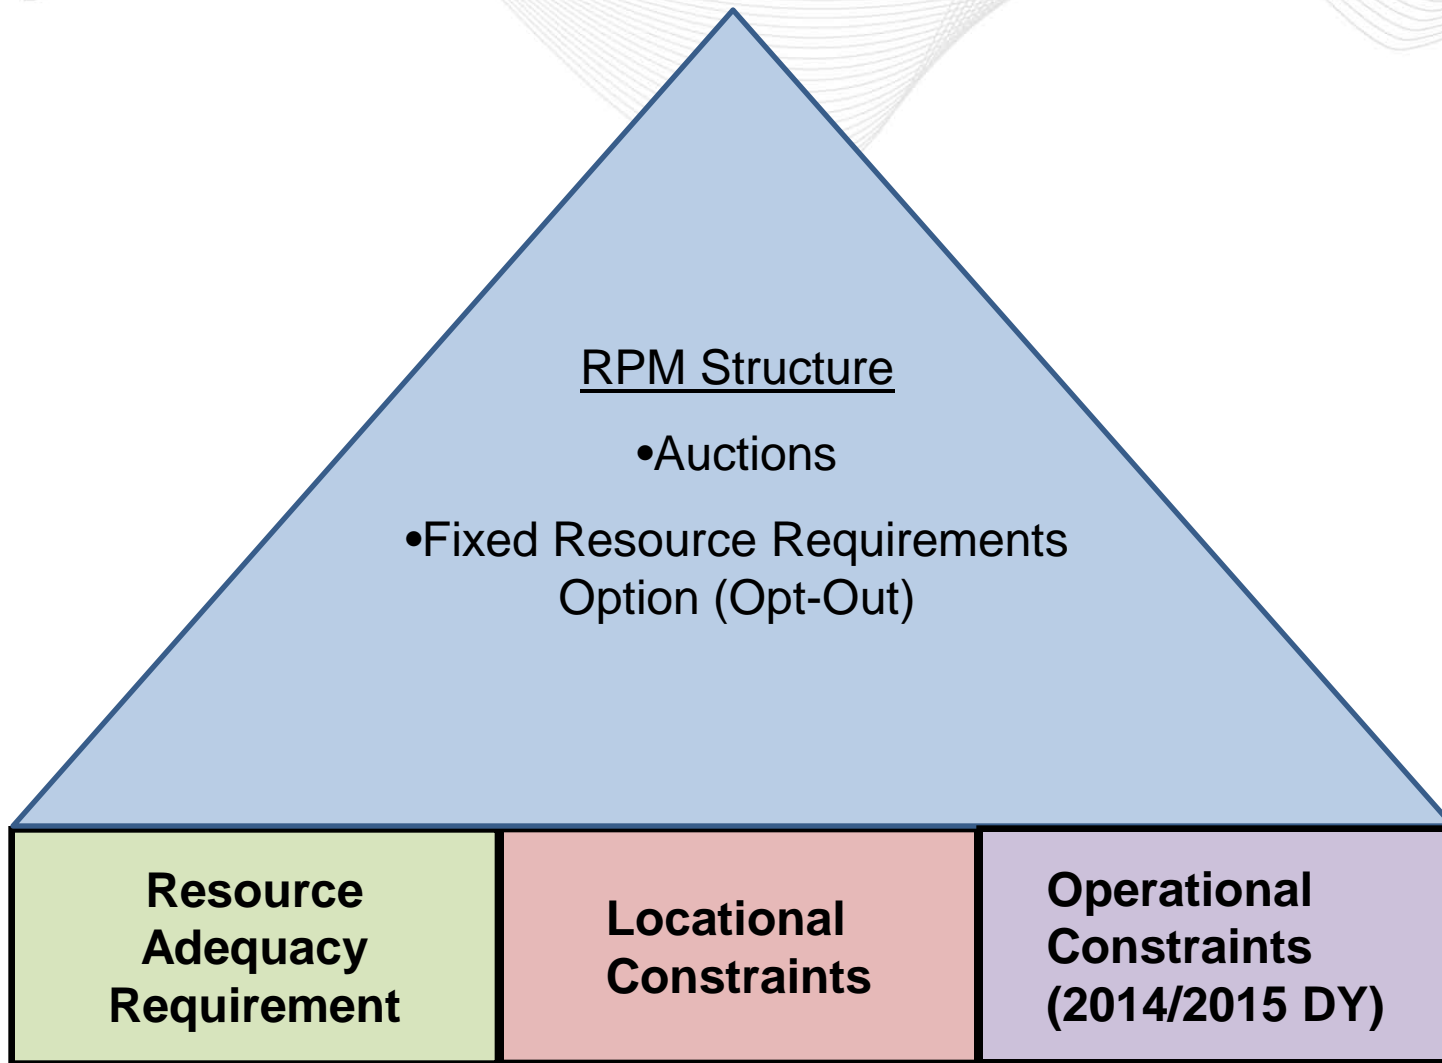 RPM Structure
•Auctions
•Fixed Resource Requirements
Option (Opt-Out)
Resource
Adequacy
Requirement
Locational
Constraints
Operational
Constraints
(2014/2015 DY)